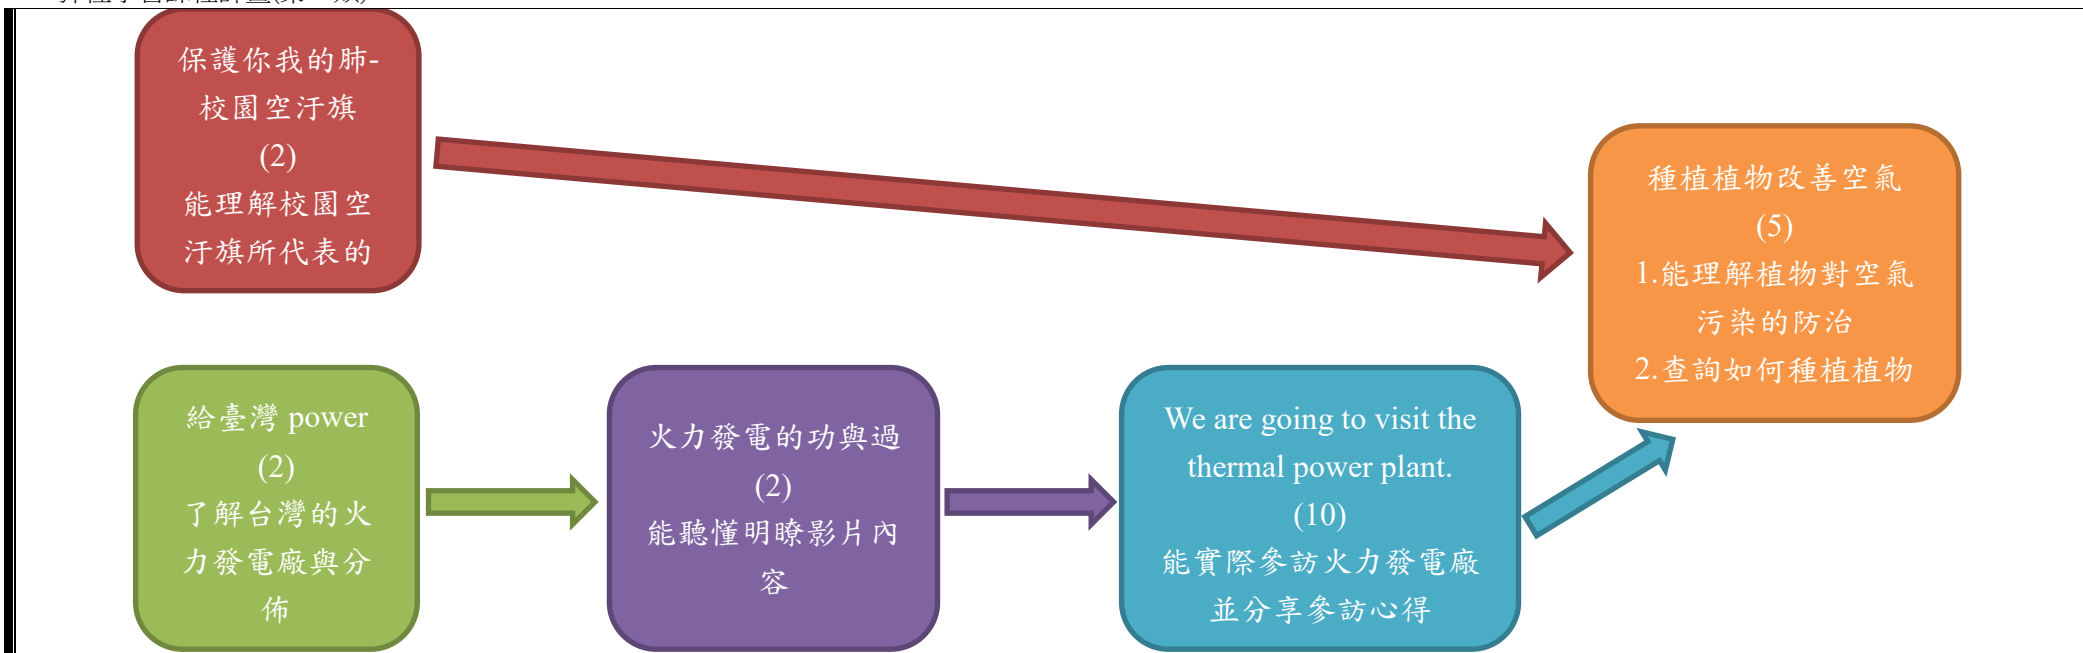 保護你我的肺-
校園空汙旗
(2)
能理解校園空
汙旗所代表的
種植植物改善空氣
(5)
1.能理解植物對空氣
污染的防治
2.查詢如何種植植物
給臺灣 power
(2)
了解台灣的火
力發電廠與分
佈
火力發電的功與過
(2)
能聽懂明瞭影片內
容
We are going to visit the
thermal power plant.
(10)
能實際參訪火力發電廠
並分享參訪心得